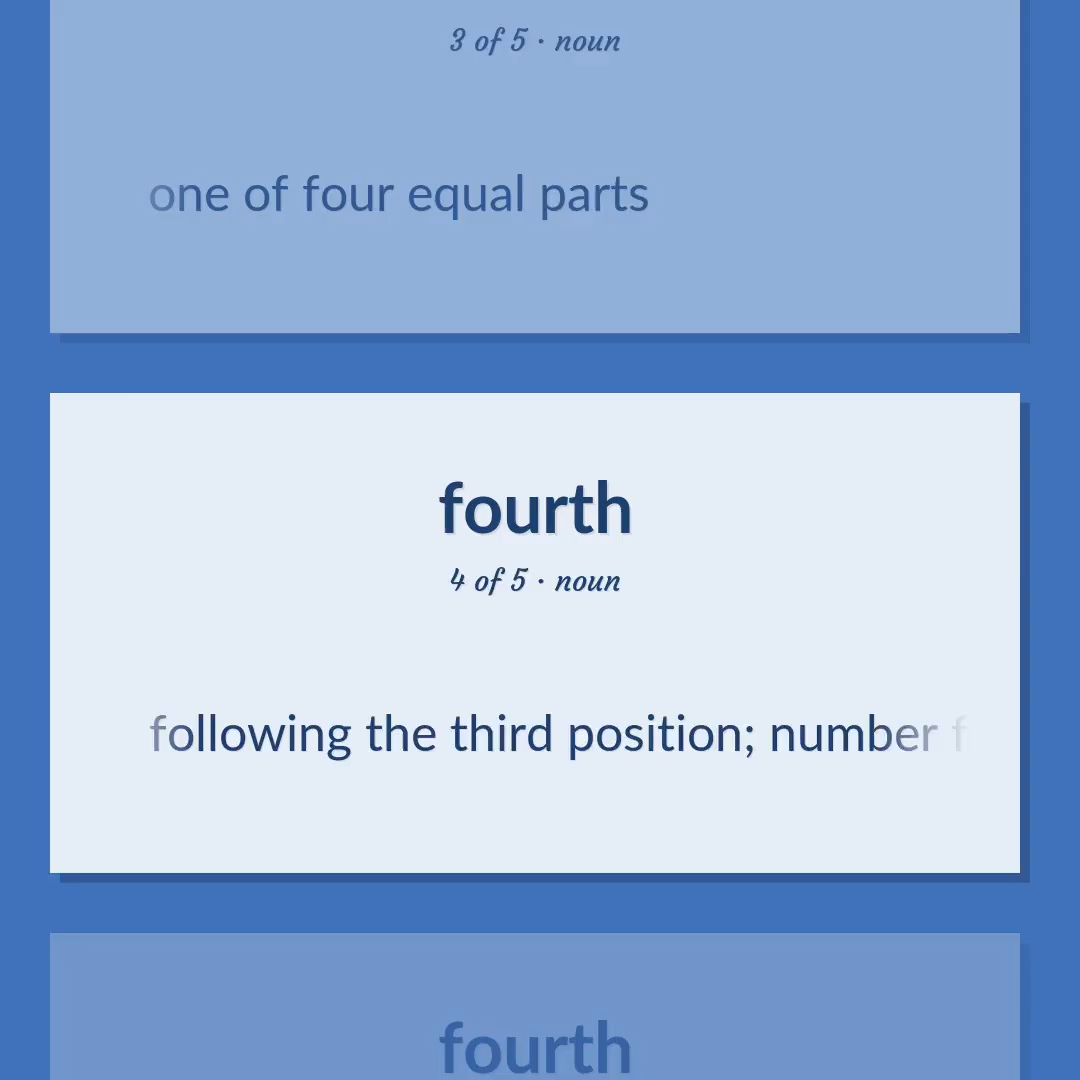 3 of 5 · noun
one of four equal parts
fourth
4 of 5 · noun
following the third position; number f
fourth